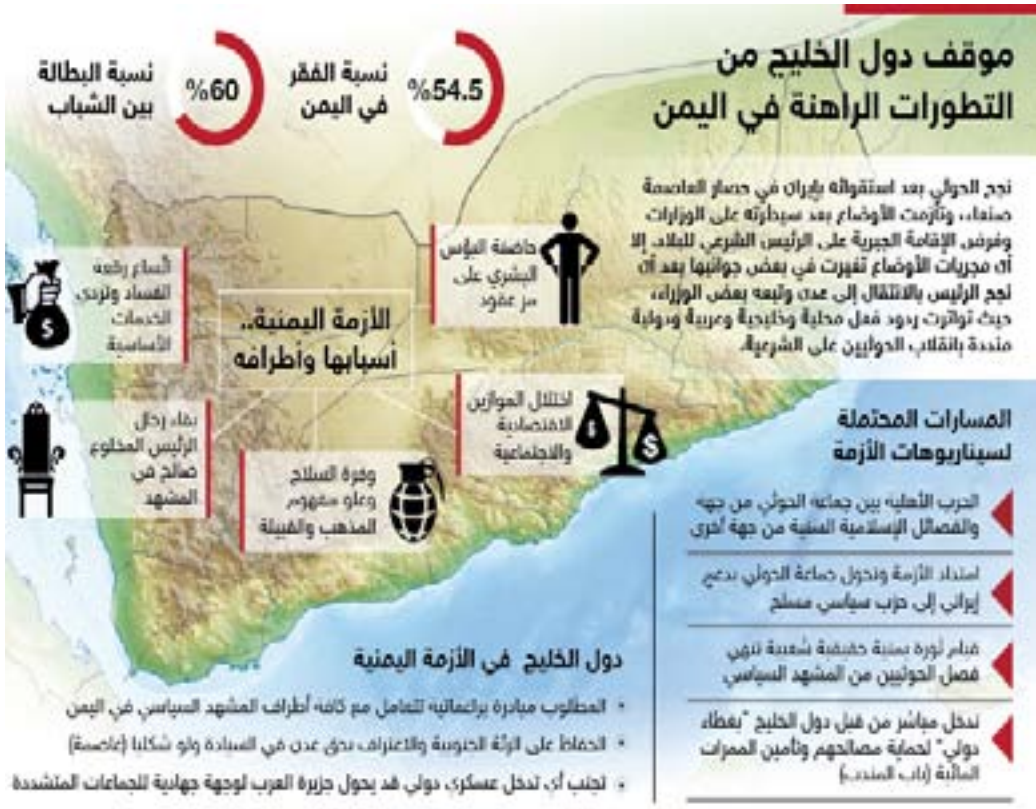 موقف دول الخليج من
التطورات الراهنة في اليمن
نسبة الفقر
في اليمن
%54.5
نسبة البطالة
بين الشباب
%60
نجح الحوثي بعد استقوائه بإيران في حصار العاصمة
صنعاء، وتأزمت الأوضاع بعد سيطرته على الوزارات
وفرض الإقامة الجبرية على الرئيس الشرعي للبلاد، إلا
أن مجريات الأوضاع تغيرت في بعض جوانبها بعد أن
نجح الرئيس بالانتقال إلى عدن وتبعه بعض الوزراء،
حيث تواترت ردود فعل محلية وخليجية وعربية ودولية
منددة بانقلاب الحوثيين على الشرعية.
الأزمة اليمنية..
أسبابها وأطرافه
حاضنة البؤس
البشري على
مر عقود
اتساع رقعة
الفساد وتردي
الخدمات
الأساسية
اختلال الموازين
الاقتصادية
والاجتماعية
وفرة السلاح
وعلو مفهوم
المذهب والقبيلة
بقاء رجال
الرئيس المخلوع
صالح في
المشهد
المسارات المحتملة
لسيناريوهات الأزمة
الحرب الأهلية بين جماعة الحوثي من جهة
والفصائل الإسلامية السنية من جهة أخرى
امتداد الأزمة وتحول جماعة الحوثي بدعم
إيراني إلى حزب سياسي مسلح
قيام ثورة يمنية حقيقية شعبية تنهي
فصل الحوثيين من المشهد السياسي
تدخل مباشر من قبل دول الخليج "بغطاء
دولي" لحماية مصالحهم وتأمين الممرات
المائية (باب المندب)
دول الخليج في الأزمة اليمنية
• المطلوب مبادرة براغماتية تتعامل مع كافة أطراف المشهد السياسي في اليمن
• الحفاظ على الرئة الجنوبية والاعتراف بحق عدن في السيادة ولو شكليا (عاصمة)
• تجنب أي تدخل عسكري دولي قد يحول جزيرة العرب لوجهة جهادية للجماعات المتشددة